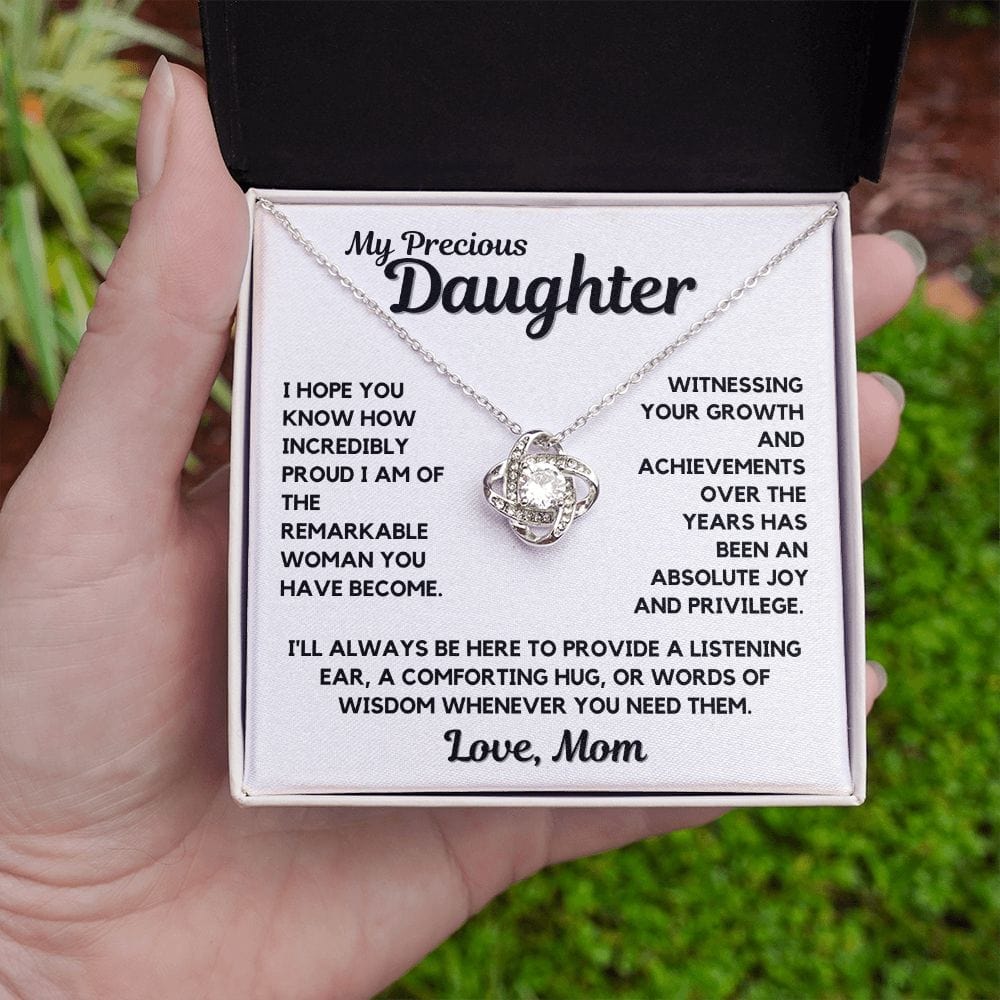 My Precious
Daughter
I HOPE YOU
KNOW HOW
INCREDIBLY
PROUD I AM OF
THE
REMARKABLE
WOMAN YOU
HAVE BECOME.
WITNESSING
YOUR GROWTH
AND
ACHIEVEMENTS
OVER THE
YEARS HAS
BEEN AN
ABSOLUTE JOY
AND PRIVILEGE.
I'LL ALWAYS BE HERE TO PROVIDE A LISTENING
EAR, A COMFORTING HUG, OR WORDS OF
WISDOM WHENEVER YOU NEED THEM.
Love, Mom